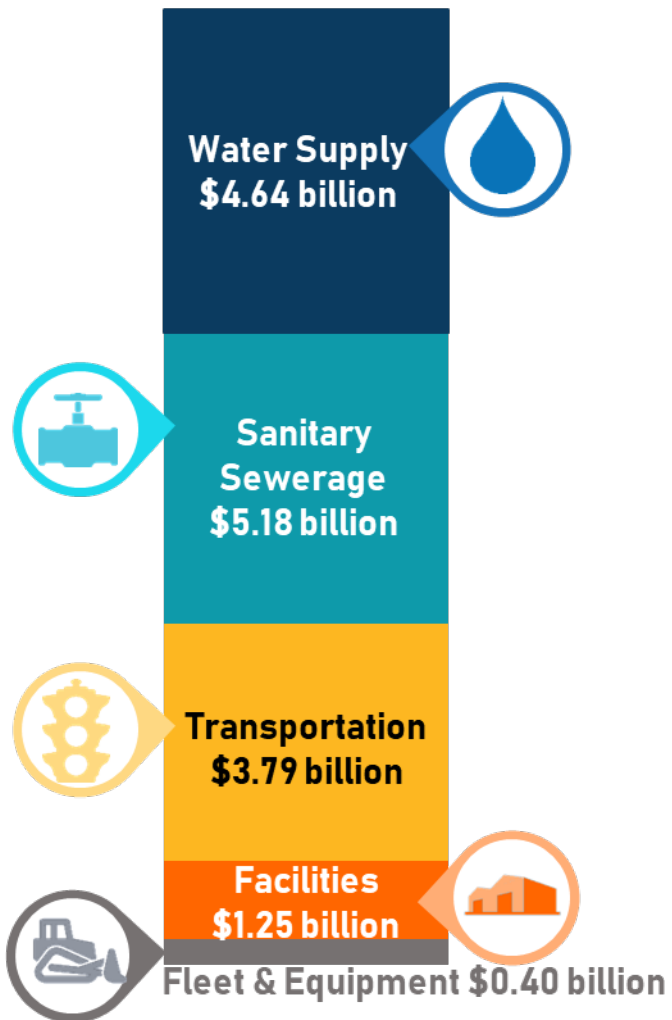 Water Supply
$4.64 billion
Sanitary
Sewerage
$5.18 billion
Transportation
$3.79 billion
Facilities
$1.25 billion
Fleet & Equipment $0.40 billion